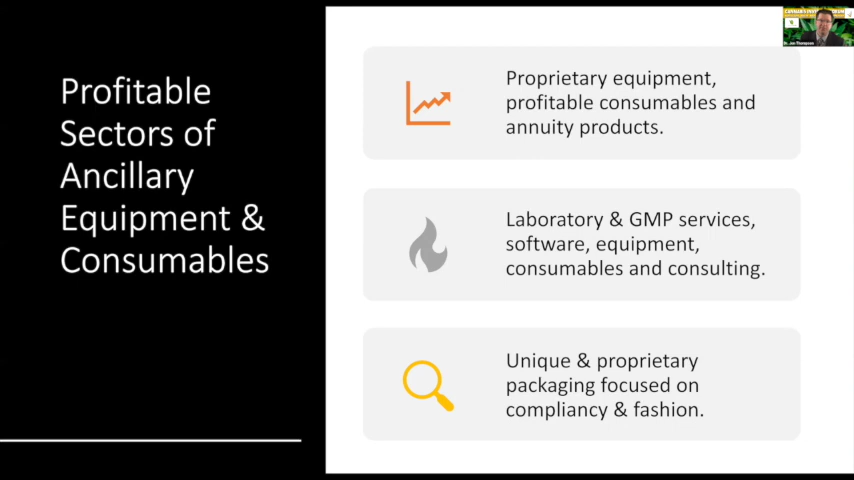 Profitable
Sectors of
Ancillary
Equipment &
Consumables
Proprietary equipment,
profitable consumables and
annuity products.
Laboratory & GMP services,
software, equipment,
consumables and consulting.
Unique & proprietary
packaging focused on
compliancy & fashion.
Dr. Jon Thompson